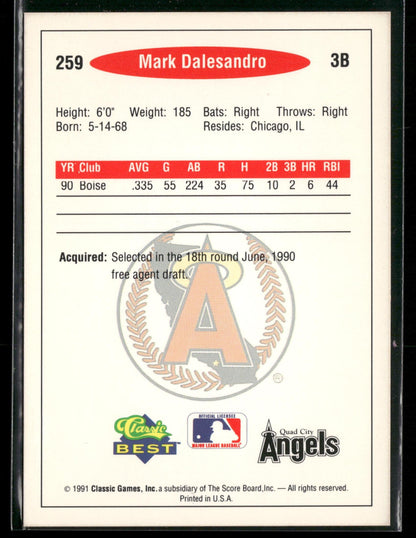 259 Mark Dalesandro 3B
Height: 6'0" Weight: 185 Bats: Right Throws: Right
Born: 5-14-68 Resides: Chicago, IL
YR Club AVG G AB R H 2B 3B HR RBI
90 Boise .335 55 224 35 75 10 2 6 44
Acquired: Selected in the 18th round June, 1990
free agent draft.
A
Classic
BEST
OFFICIAL LICENSEE
MAJOR LEAGUE BASEBALL
Quad City
Angels
© 1991 Classic Games, Inc. a subsidiary of The Score Board,Inc. — All rights reserved.
Printed in U.S.A.